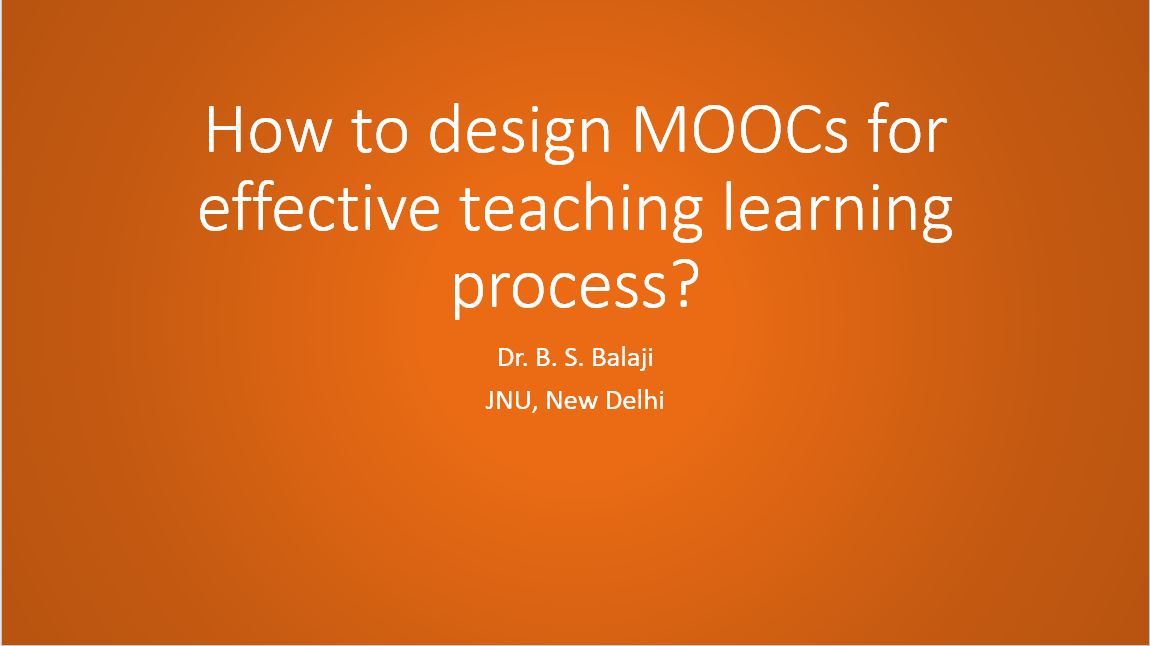 How to design MOOCs for
effective teaching learning
process?
Dr. B. S. Balaji
JNU, New Delhi